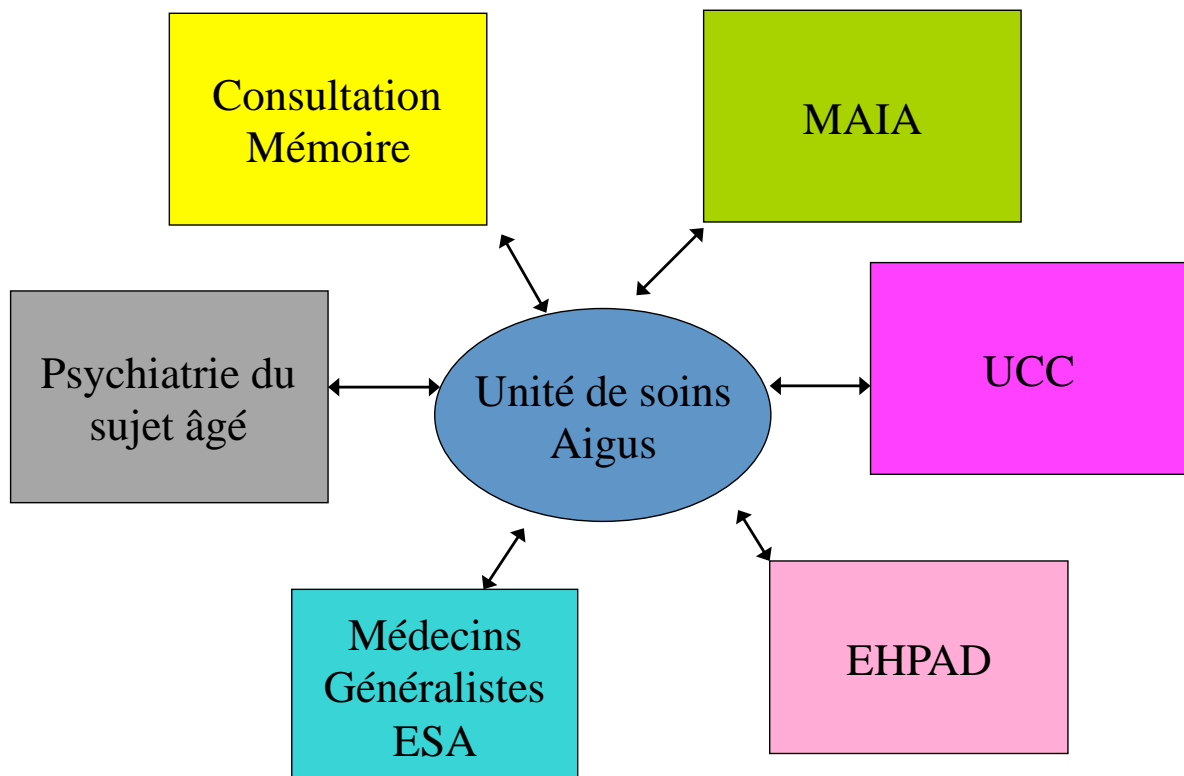 Consultation
Mémoire
MAIA
Psychiatrie du
sujet âgé
Unité de soins
Aigus
UCC
Médecins
Généralistes
ESA
EHPAD